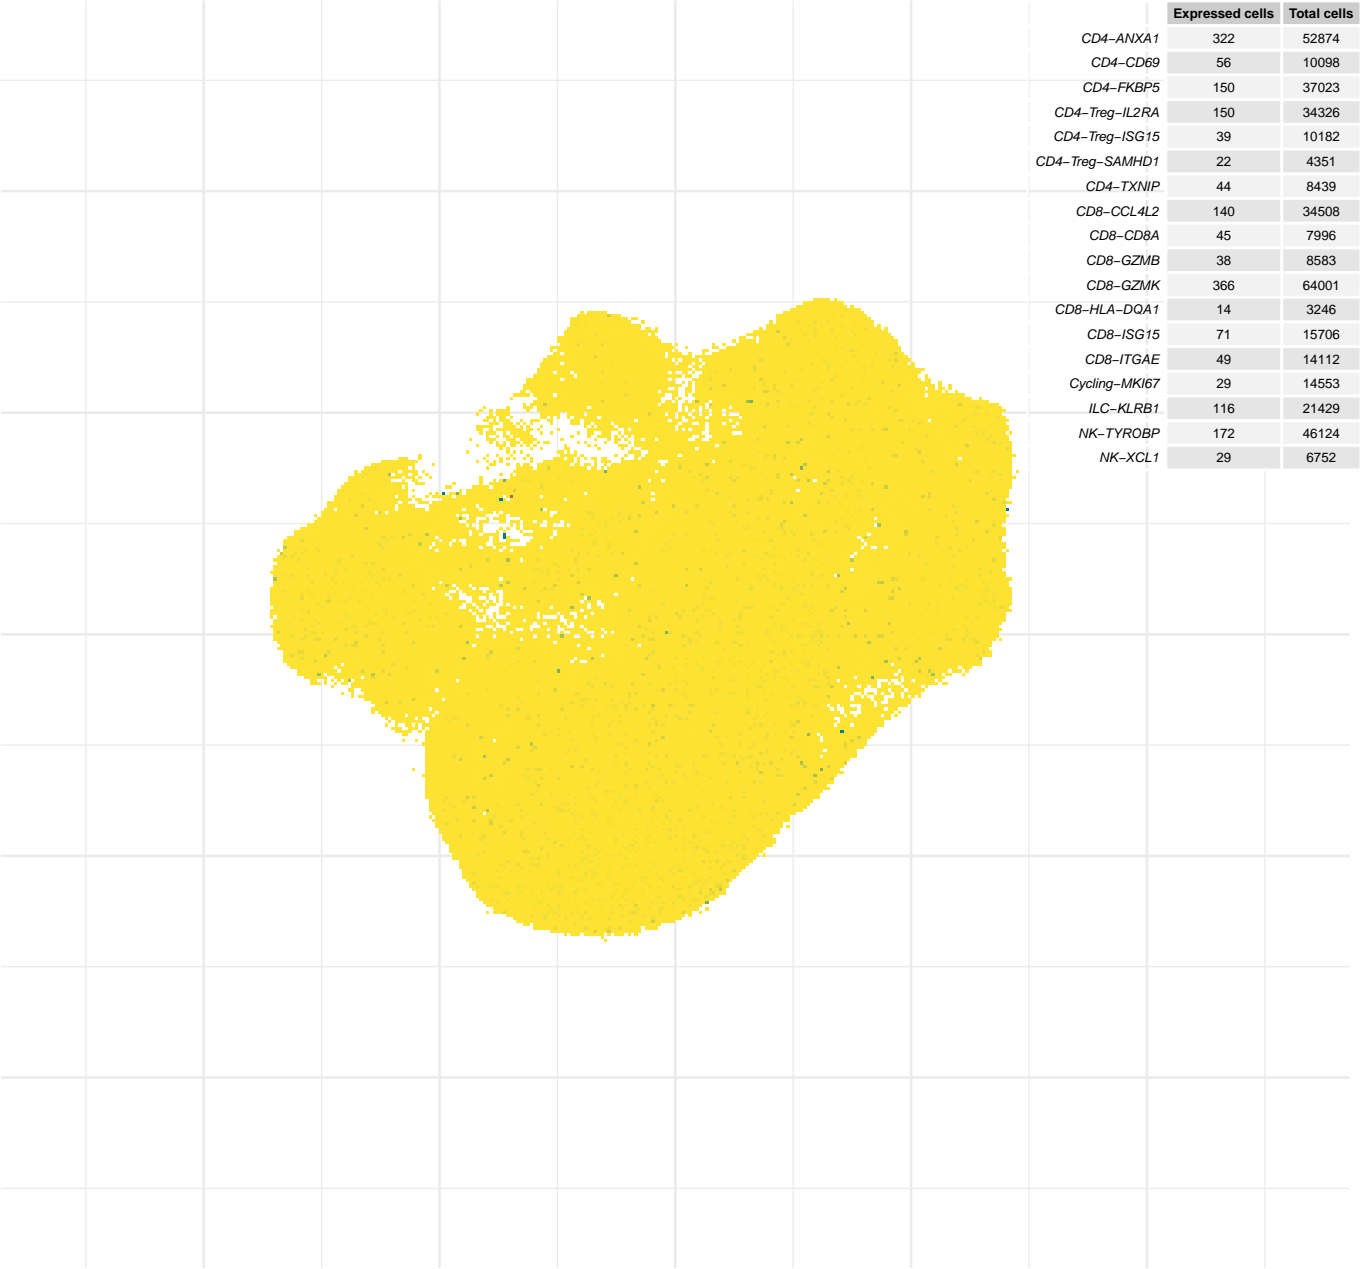 Expressed cells Total cells
CD4−ANXA1 322 52874
CD4−CD69 56 10098
CD4−FKBP5 150 37023
CD4−Treg−IL2RA 150 34326
CD4−Treg−ISG15 39 10182
CD4−Treg−SAMHD1 22 4351
CD4−TXNIP 44 8439
CD8−CCL4L2 140 34508
CD8−CD8A 45 7996
CD8−GZMB 38 8583
CD8−GZMK 366 64001
CD8−HLA−DQA1 14 3246
CD8−ISG15 71 15706
CD8−ITGAE 49 14112
Cycling−MKI67 29 14553
ILC−KLRB1 116 21429
NK−TYROBP 172 46124
NK−XCL1 29 6752